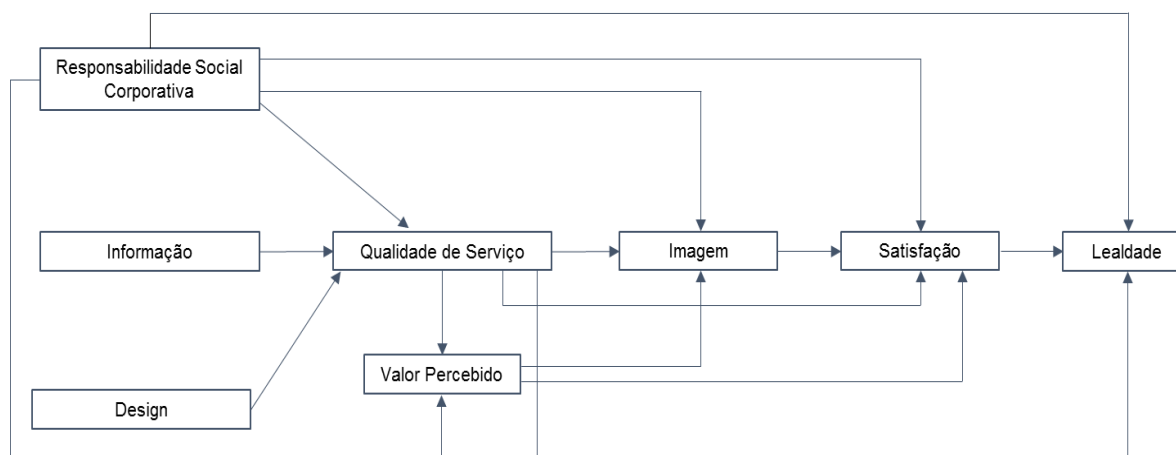 Responsabilidade Social
Corporativa
Informação
Qualidade de Serviço
Imagem
Satisfação
Lealdade
Valor Percebido
Design